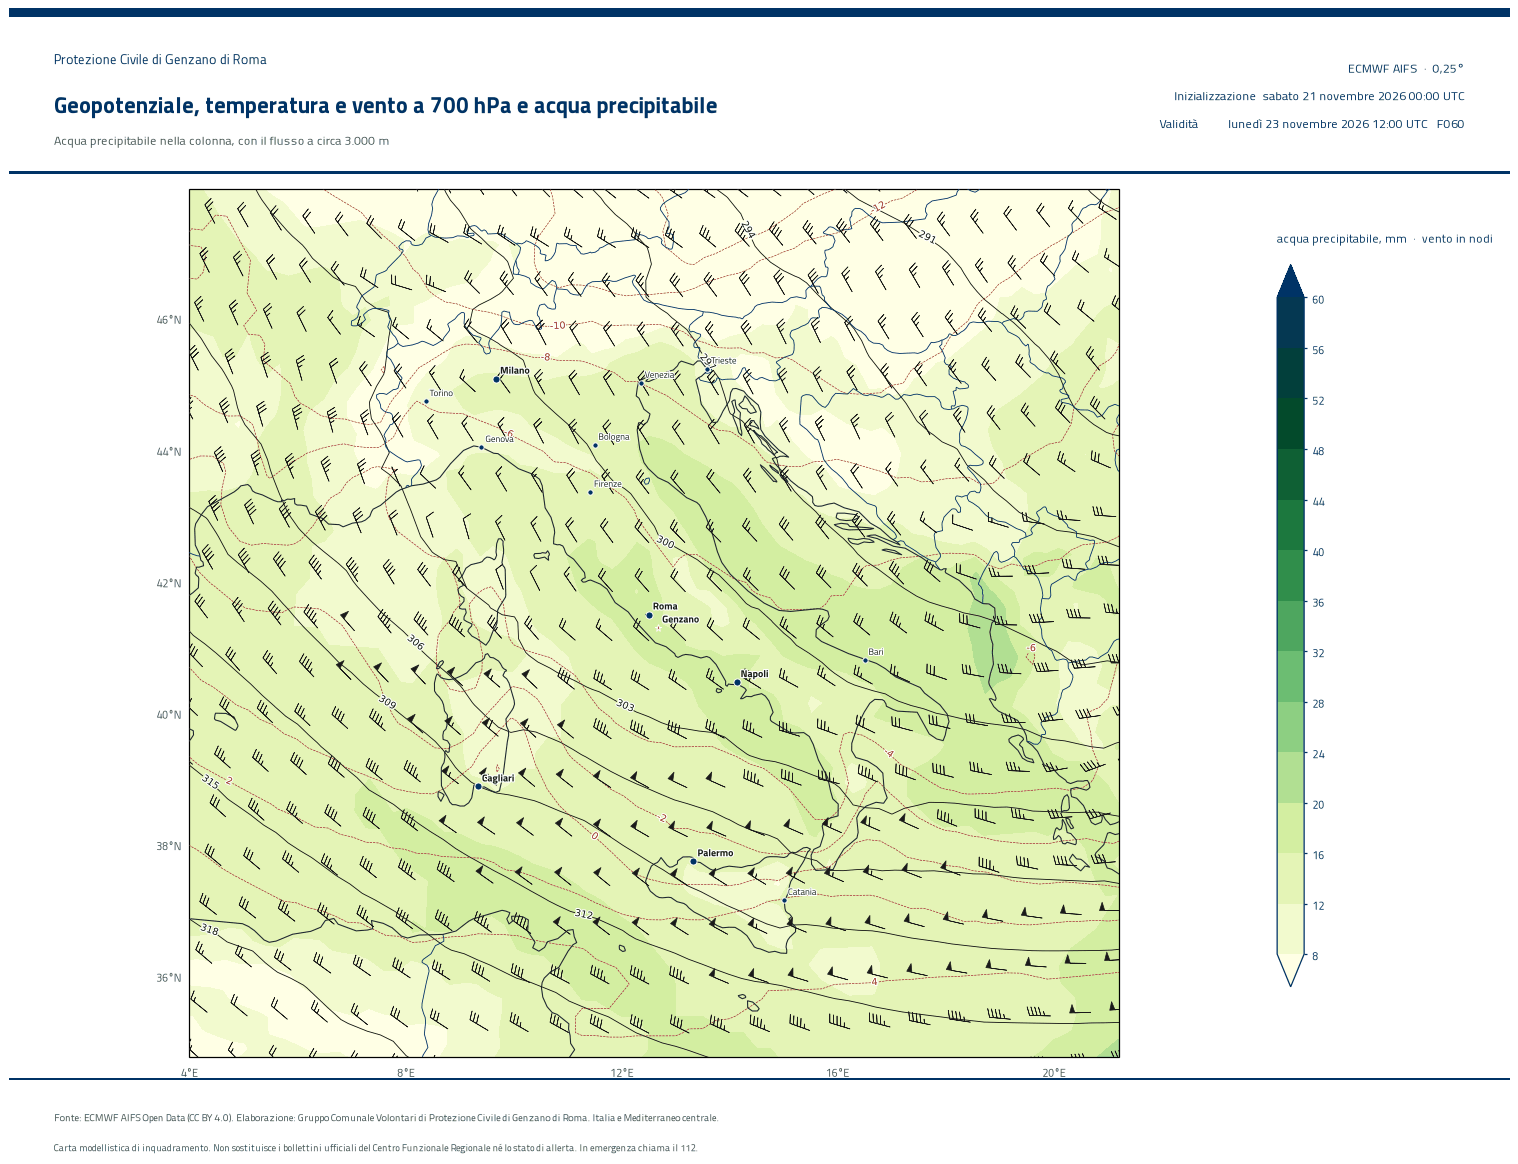 Protezione Civile di Genzano di Roma
ECMWF AIFS · 0,25°
Geopotenziale, temperatura e vento a 700 hPa e acqua precipitabile
Inizializzazione sabato 21 novembre 2026 00:00 UTC
Validità lunedì 23 novembre 2026 12:00 UTC F060
Acqua precipitabile nella colonna, con il flusso a circa 3.000 m
acqua precipitabile, mm · vento in nodi
60
56
52
48
44
40
36
32
28
24
20
16
12
8
46°N
44°N
42°N
40°N
38°N
36°N
4°E
8°E
12°E
16°E
20°E
-12
294
291
-10
-8
Trieste
Milano
Venezia
Torino
-6
Genova
Bologna
Firenze
300
Roma
Genzano
306
Bari
-6
Napoli
309
303
-4
315
-2
Cagliari
-2
0
Palermo
Catania
312
318
4
Fonte: ECMWF AIFS Open Data (CC BY 4.0). Elaborazione: Gruppo Comunale Volontari di Protezione Civile di Genzano di Roma. Italia e Mediterraneo centrale.
Carta modellistica di inquadramento. Non sostituisce i bollettini ufficiali del Centro Funzionale Regionale né lo stato di allerta. In emergenza chiama il 112.